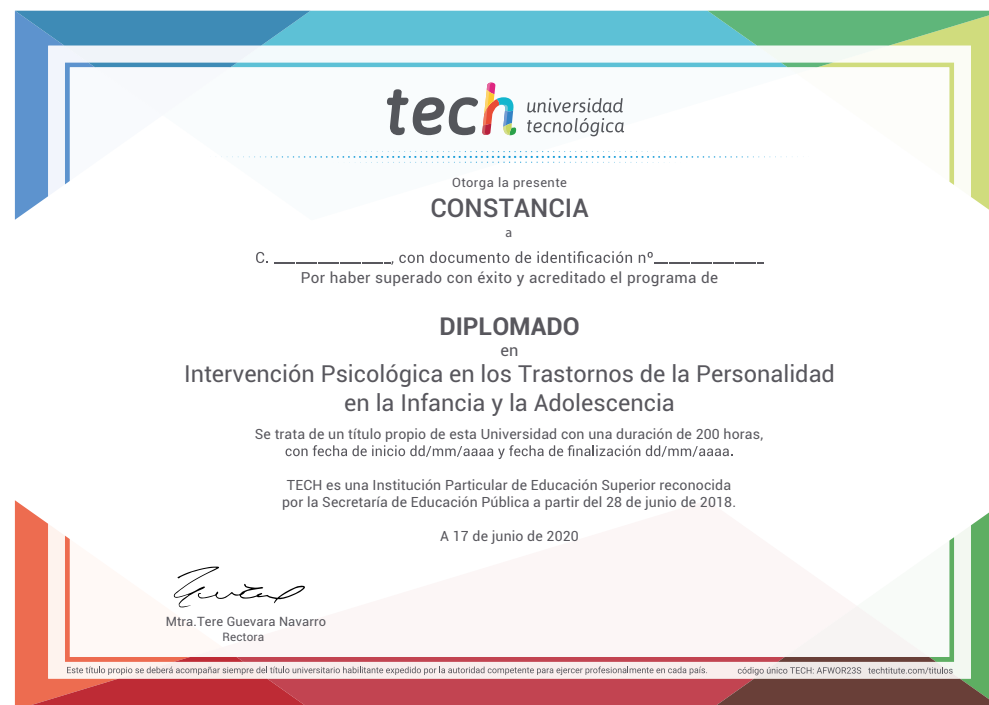 tech universidad
tecnológica
Otorga la presente
CONSTANCIA
a
C. ______________, con documento de identificación nº______________
Por haber superado con éxito y acreditado el programa de
DIPLOMADO
en
Intervención Psicológica en los Trastornos de la Personalidad
en la Infancia y la Adolescencia
Se trata de un título propio de esta Universidad con una duración de 200 horas,
con fecha de inicio dd/mm/aaaa y fecha de finalización dd/mm/aaaa.
TECH es una Institución Particular de Educación Superior reconocida
por la Secretaría de Educación Pública a partir del 28 de junio de 2018.
A 17 de junio de 2020
Mtra.Tere Guevara Navarro
Rectora
Este título propio se deberá acompañar siempre del título universitario habilitante expedido por la autoridad competente para ejercer profesionalmente en cada país. código único TECH: AFWOR23S techtitute.com/titulos